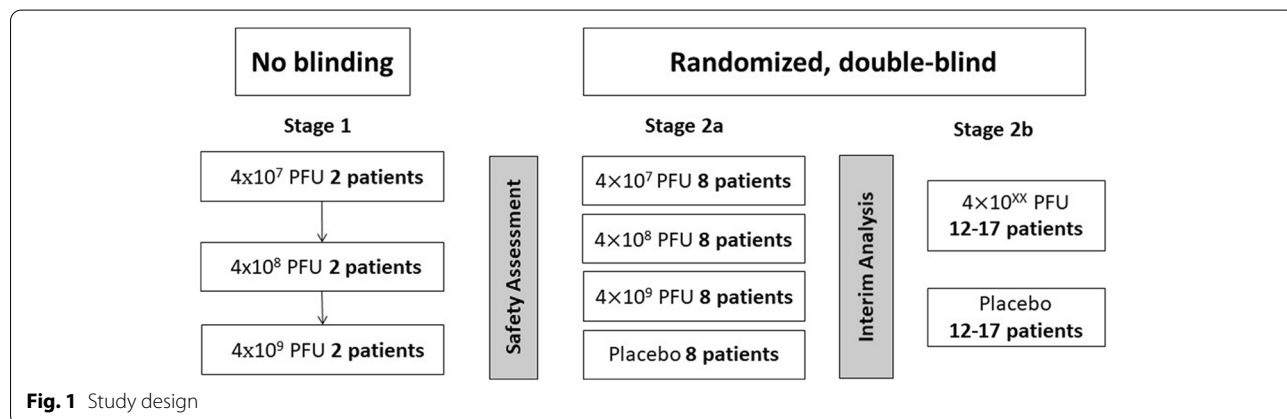 No blinding
Randomized, double-blind
Stage 1
4x10⁷ PFU 2 patients
4x10⁸ PFU 2 patients
4x10⁹ PFU 2 patients
Safety Assessment
Stage 2a
4×10⁷ PFU 8 patients
4×10⁸ PFU 8 patients
4×10⁹ PFU 8 patients
Placebo 8 patients
Interim Analysis
Stage 2b
4×10ˣˣ PFU
12-17 patients
Placebo
12-17 patients
Fig. 1 Study design